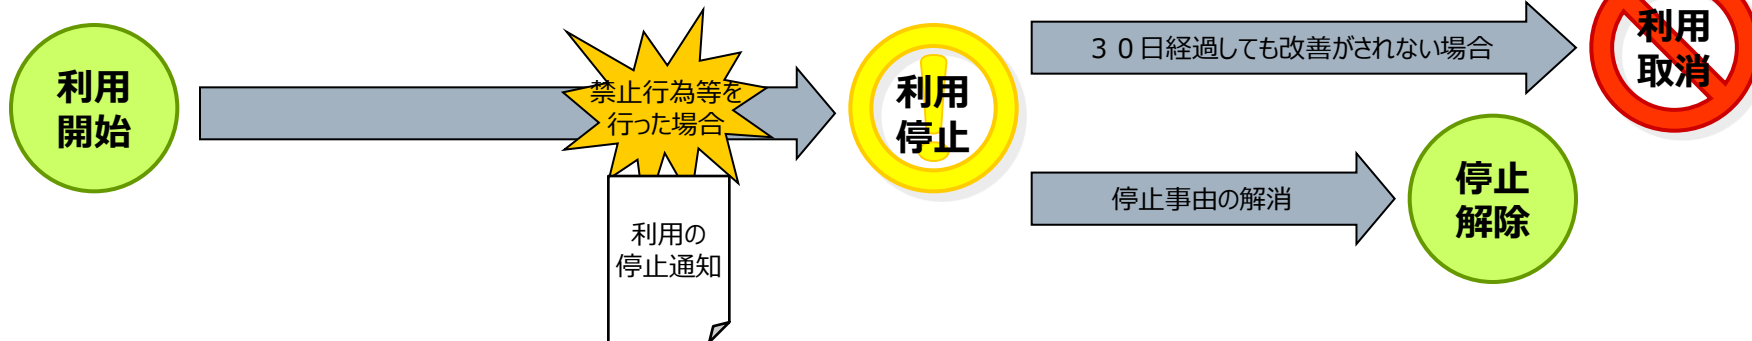 利用
開始
禁止行為等を
行った場合
利用の
停止通知
利用
停止
３０日経過しても改善がされない場合
利用
取消
停止事由の解消
停止
解除